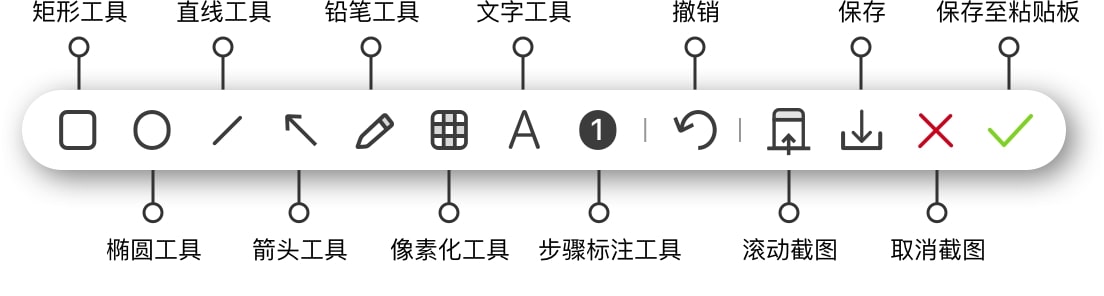 矩形工具
直线工具
铅笔工具
文字工具
撤销
保存
保存至粘贴板
A
1
椭圆工具
箭头工具
像素化工具
步骤标注工具
滚动截图
取消截图